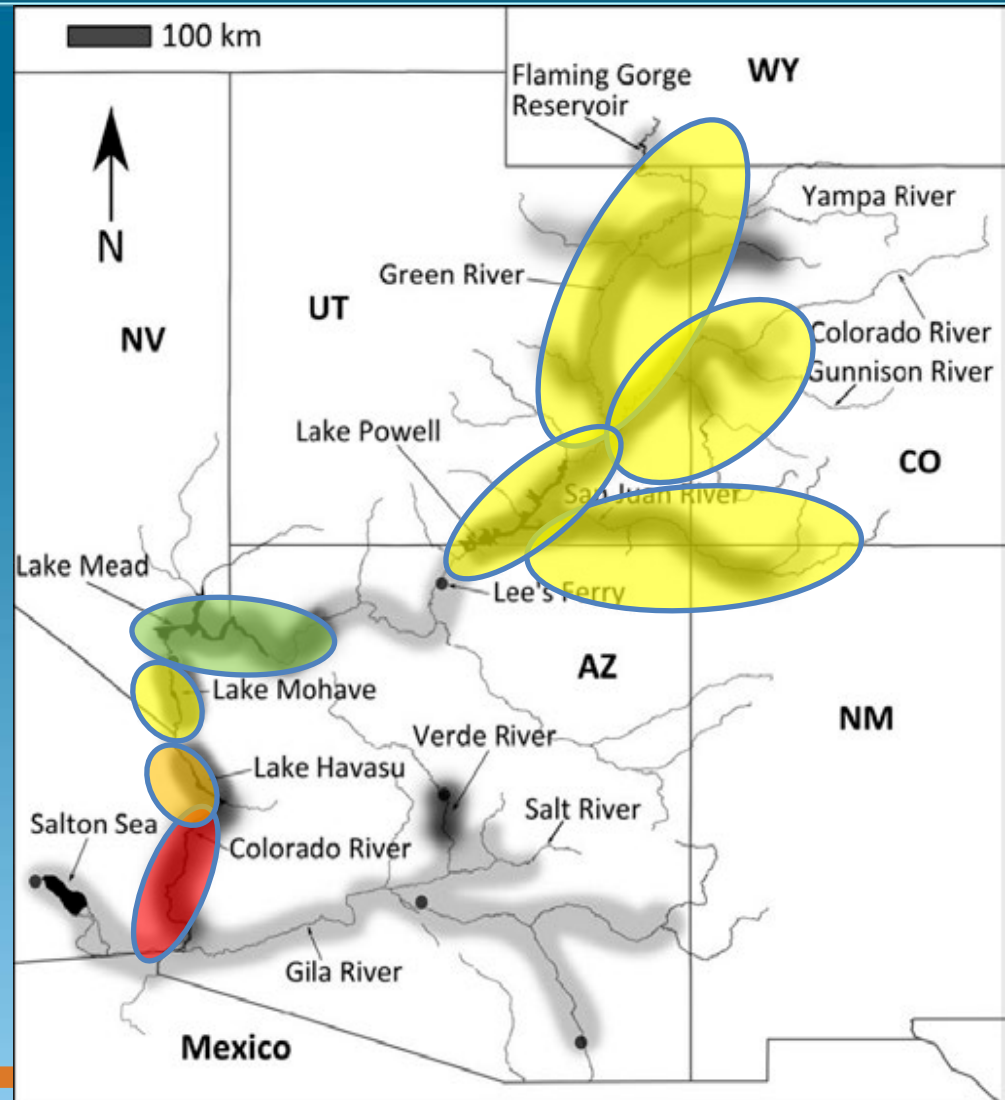 100 km
WY
Flaming Gorge
Reservoir
Yampa River
N
Green River
UT
NV
Colorado River
Gunnison River
Lake Powell
CO
San Juan River
Lake Mead
Lee's Ferry
AZ
Lake Mohave
NM
Verde River
Lake Havasu
Salt River
Salton Sea
Colorado River
Gila River
Mexico